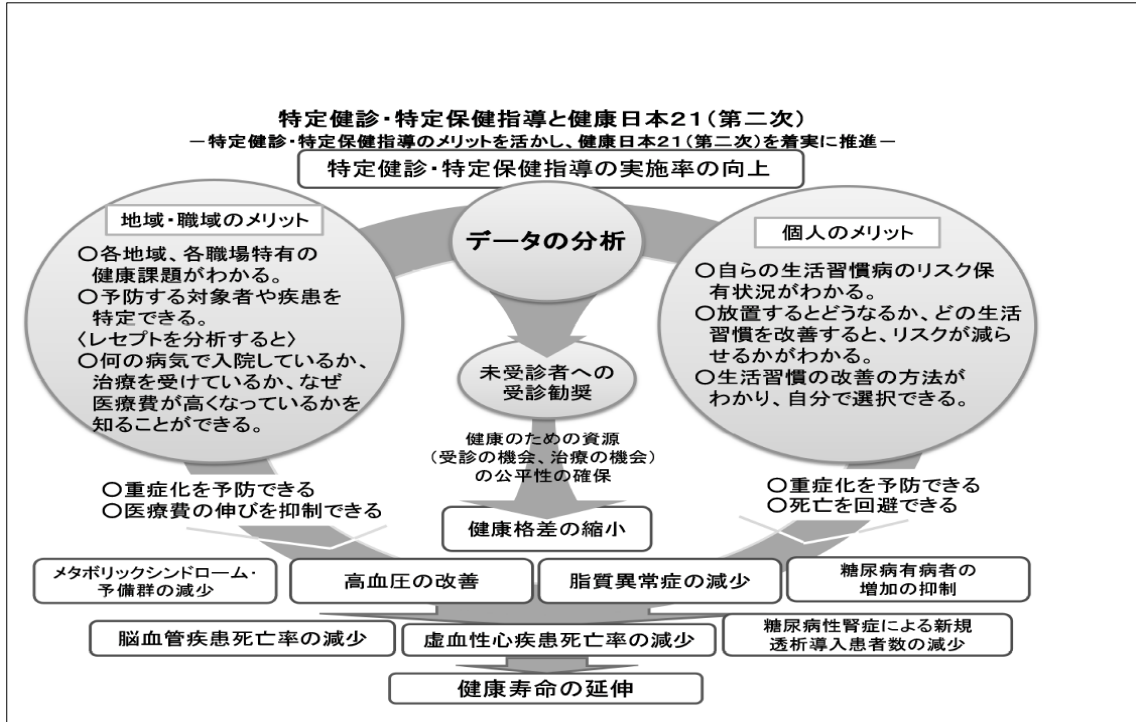 特定健診・特定保健指導と健康日本21(第二次)
－特定健診・特定保健指導のメリットを活かし、健康日本21(第二次)を着実に推進－
特定健診・特定保健指導の実施率の向上
地域・職域のメリット
○各地域、各職場特有の
健康課題がわかる。
○予防する対象者や疾患を
特定できる。
〈レセプトを分析すると〉
○何の病気で入院しているか、
治療を受けているか、なぜ
医療費が高くなっているかを
知ることができる。
データの分析
個人のメリット
○自らの生活習慣病のリスク保
有状況がわかる。
○放置するとどうなるか、どの生活
習慣を改善すると、リスクが減ら
せるかがわかる。
○生活習慣の改善の方法が
わかり、自分で選択できる。
未受診者への
受診勧奨
健康のための資源
(受診の機会、治療の機会)
の公平性の確保
○重症化を予防できる
○医療費の伸びを抑制できる
○重症化を予防できる
○死亡を回避できる
健康格差の縮小
メタボリックシンドローム・
予備群の減少
高血圧の改善
脂質異常症の減少
糖尿病有病者の
増加の抑制
脳血管疾患死亡率の減少
虚血性心疾患死亡率の減少
糖尿病性腎症による新規
透析導入患者数の減少
健康寿命の延伸